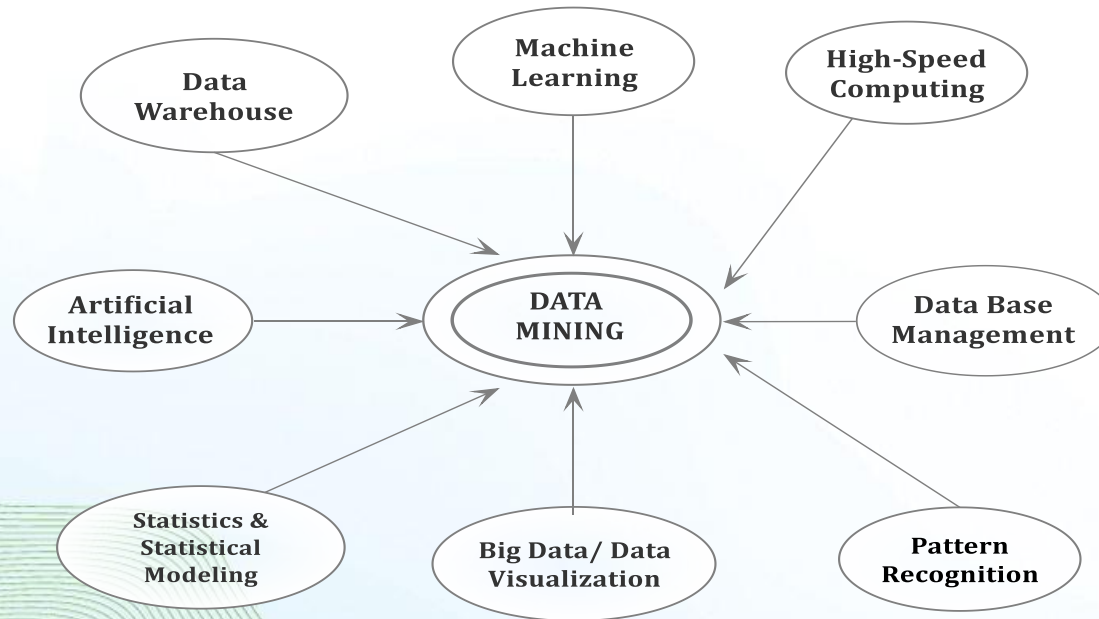 Data
Warehouse
Machine
Learning
High-Speed
Computing
Artificial
Intelligence
DATA
MINING
Data Base
Management
Statistics &
Statistical
Modeling
Big Data/ Data
Visualization
Pattern
Recognition